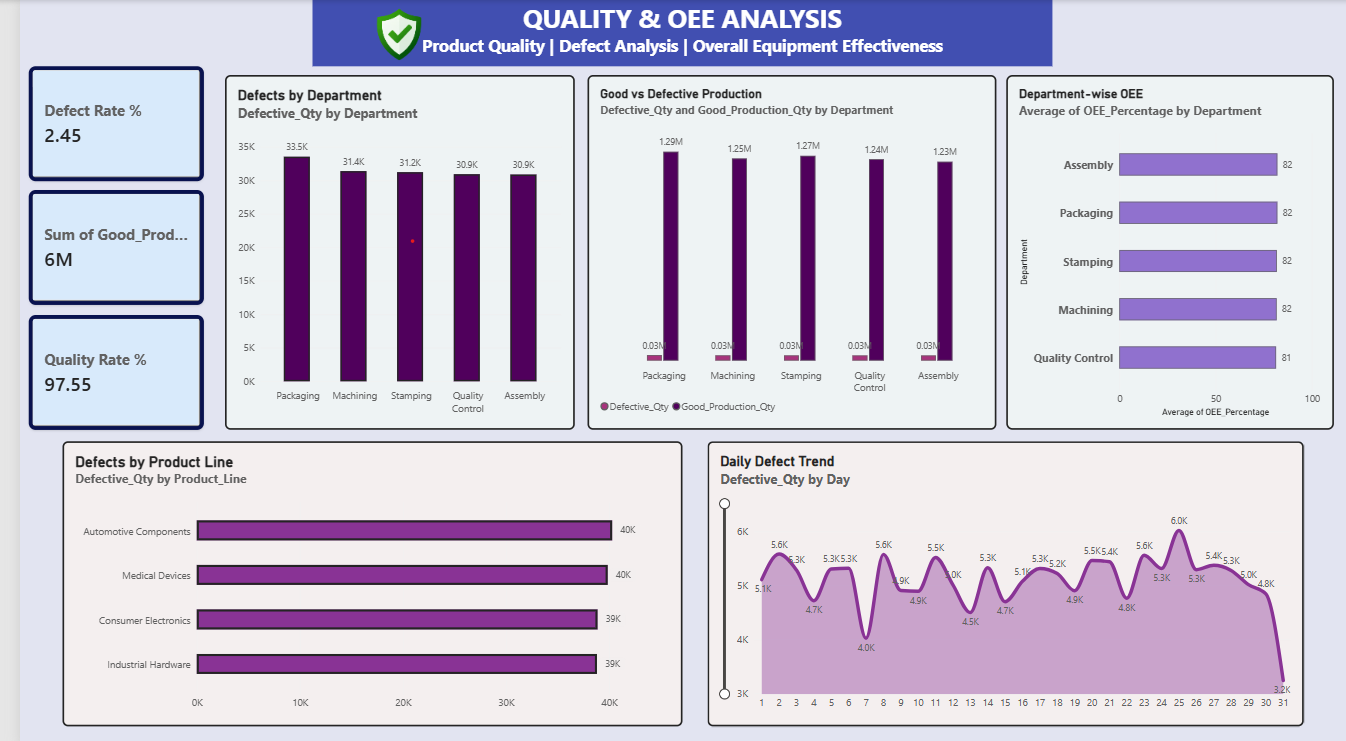 QUALITY & OEE ANALYSIS
Product Quality | Defect Analysis | Overall Equipment Effectiveness
Defect Rate %
2.45
Sum of Good_Prod...
6M
Quality Rate %
97.55
Defects by Department
Defective_Qty by Department
35K
30K
25K
20K
15K
10K
5K
0K
33.5K 31.4K 31.2K 30.9K 30.9K
Packaging Machining Stamping Quality Control Assembly
Good vs Defective Production
Defective_Qty and Good_Production_Qty by Department
1.29M 1.25M 1.27M 1.24M 1.23M
0.03M 0.03M 0.03M 0.03M 0.03M
Packaging Machining Stamping Quality Control Assembly
Defective_Qty Good_Production_Qty
Department-wise OEE
Average of OEE_Percentage by Department
Department
Assembly 82
Packaging 82
Stamping 82
Machining 82
Quality Control 81
0 50 100
Average of OEE_Percentage
Defects by Product Line
Defective_Qty by Product_Line
Automotive Components 40K
Medical Devices 40K
Consumer Electronics 39K
Industrial Hardware 39K
0K 10K 20K 30K 40K
Daily Defect Trend
Defective_Qty by Day
6K
5K
4K
3K
5.1K 5.6K 5.3K 4.7K 5.3K 5.3K 4.0K 5.6K 4.9K 4.9K 5.5K 5.0K 4.5K 5.3K 4.7K 5.1K 5.3K 5.2K 4.9K 5.5K 5.4K 4.8K 5.6K 5.3K 6.0K 5.3K 5.4K 5.3K 5.0K 4.8K 3.2K
1 2 3 4 5 6 7 8 9 10 11 12 13 14 15 16 17 18 19 20 21 22 23 24 25 26 27 28 29 30 31